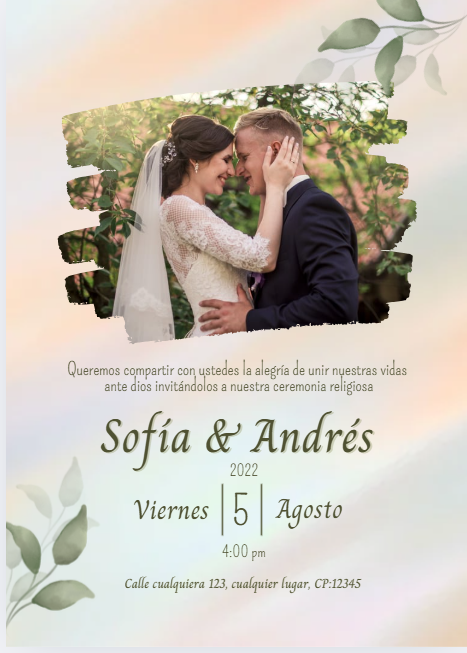 Queremos compartir con ustedes la alegría de unir nuestras vidas
ante dios invitándolos a nuestra ceremonia religiosa
Sofía & Andrés
2022
Viernes | 5 | Agosto
4:00 pm
Calle cualquiera 123, cualquier lugar, CP:12345